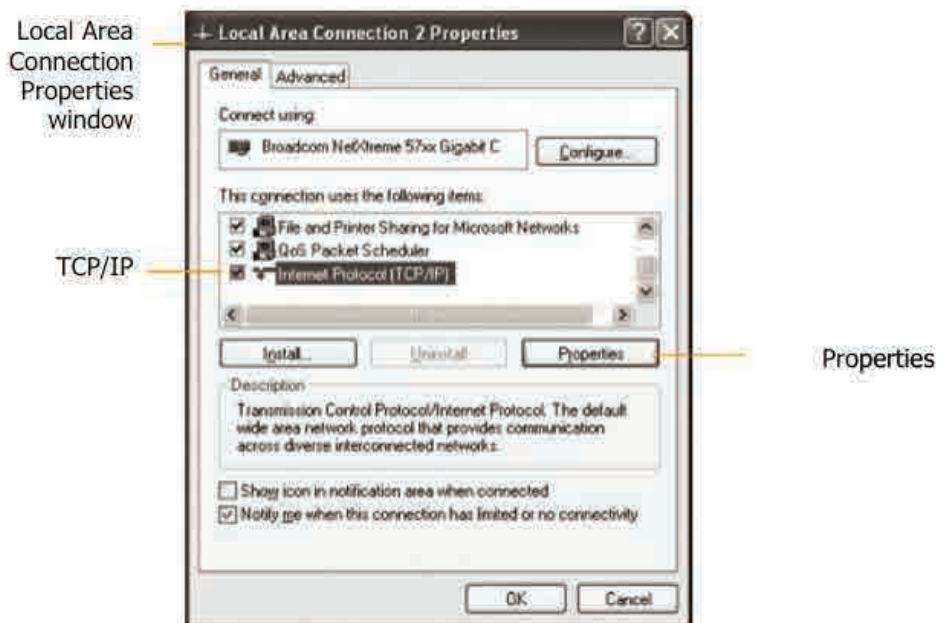 Local Area
Connection
Properties
window
Local Area Connection 2 Properties
General
Advanced
Connect using:
Broadcom NetXtreme 57xx Gigabit C
Configure...
This connection uses the following items:
File and Printer Sharing for Microsoft Networks
QoS Packet Scheduler
TCP/IP
Internet Protocol (TCP/IP)
Install...
Uninstall
Properties
Properties
Description
Transmission Control Protocol/Internet Protocol. The default
wide area network protocol that provides communication
across diverse interconnected networks.
Show icon in notification area when connected
Notify me when this connection has limited or no connectivity
OK
Cancel